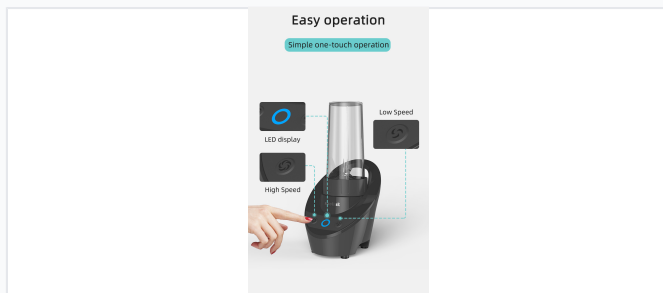 Easy operation
Simple one-touch operation
Low Speed
LED display
High Speed